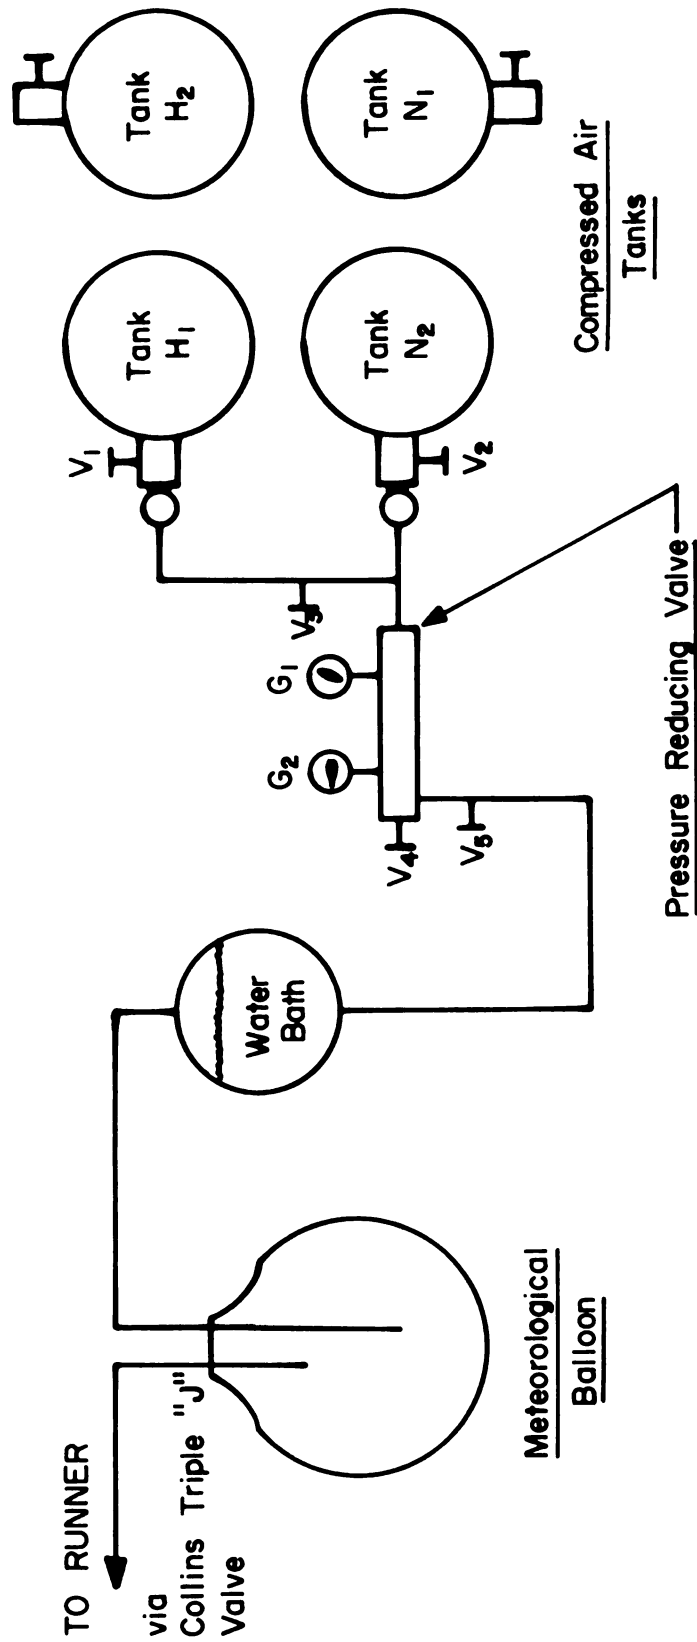 TO RUNNER
via
Collins Triple "J"
Valve
Meteorological
Balloon
Water
Bath
V4
V5
G2
G1
V3
Pressure Reducing Valve
V1
V2
Tank
H1
Tank
N2
Tank
H2
Tank
N1
Compressed Air
Tanks